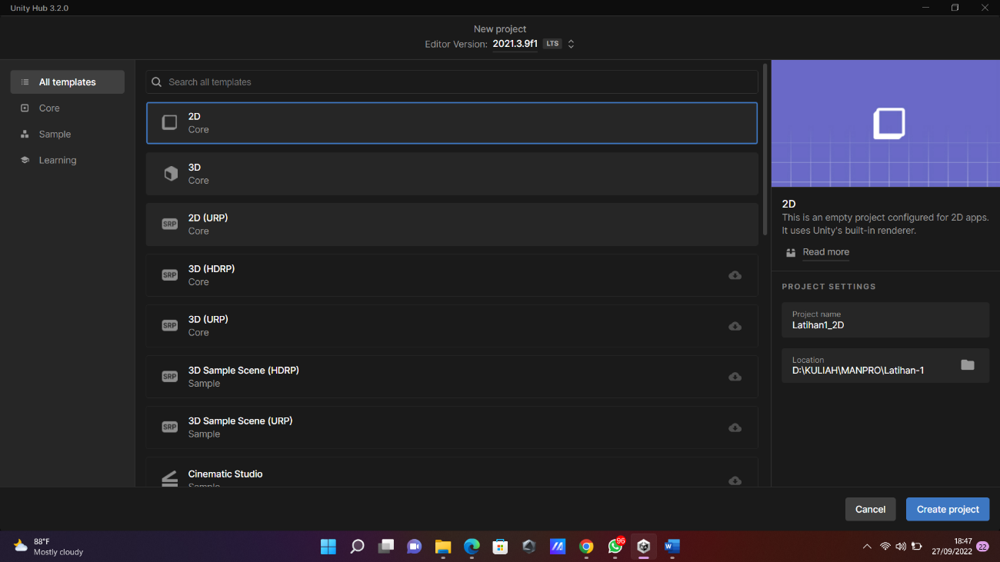 Unity Hub 3.2.0
New project
Editor Version: 2021.3.9f1 LTS
All templates
Core
Sample
Learning
Search all templates
2D
Core
3D
Core
SRP
2D (URP)
Core
SRP
3D (HDRP)
Core
SRP
3D (URP)
Core
SRP
3D Sample Scene (HDRP)
Sample
SRP
3D Sample Scene (URP)
Sample
Cinematic Studio
Sample
2D
This is an empty project configured for 2D apps.
It uses Unity's built-in renderer.
Read more
PROJECT SETTINGS
Project name
Latihan1_2D
Location
D:\KULIAH\MANPRO\Latihan-1
Cancel
Create project
88°F
Mostly cloudy
96
W
18:47
27/09/2022
22